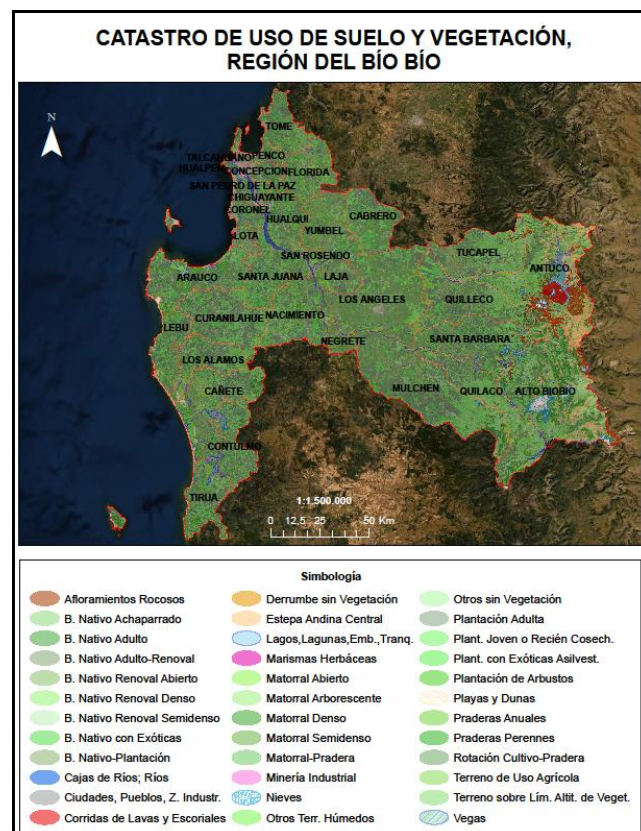 CATASTRO DE USO DE SUELO Y VEGETACIÓN,
REGIÓN DEL BÍO BÍO
N
TOME
TALCAHUANO
PENCO
HUALPEN
CONCEPCION
FLORIDA
SAN PEDRO DE LA PAZ
CHIGUAYANTE
CORONEL
HUALQUI
CABRERO
LOTA
YUMBEL
TUCAPEL
SAN ROSENDO
ANTUCO
ARAUCO
SANTA JUANA
LAJA
LOS ANGELES
QUILLECO
CURANILAHUE
NACIMIENTO
LEBU
NEGRETE
SANTA BARBARA
LOS ALAMOS
CAÑETE
MULCHEN
QUILACO
ALTO BIOBIO
CONTULMO
TIRUA
1:1.500.000
0 12,5 25 50 Km
Simbología
Afloramientos Rocosos
B. Nativo Achaparrado
B. Nativo Adulto
B. Nativo Adulto-Renoval
B. Nativo Renoval Abierto
B. Nativo Renoval Denso
B. Nativo Renoval Semidenso
B. Nativo con Exóticas
B. Nativo-Plantación
Cajas de Ríos; Ríos
Ciudades, Pueblos, Z. Industr.
Corridas de Lavas y Escoriales
Derrumbe sin Vegetación
Estepa Andina Central
Lagos,Lagunas,Emb.,Tranq.
Marismas Herbáceas
Matorral Abierto
Matorral Arborescente
Matorral Denso
Matorral Semidenso
Matorral-Pradera
Minería Industrial
Nieves
Otros Terr. Húmedos
Otros sin Vegetación
Plantación Adulta
Plant. Joven o Recién Cosech.
Plant. con Exóticas Asilvest.
Plantación de Arbustos
Playas y Dunas
Praderas Anuales
Praderas Perennes
Rotación Cultivo-Pradera
Terreno de Uso Agrícola
Terreno sobre Lím. Altit. de Veget.
Vegas